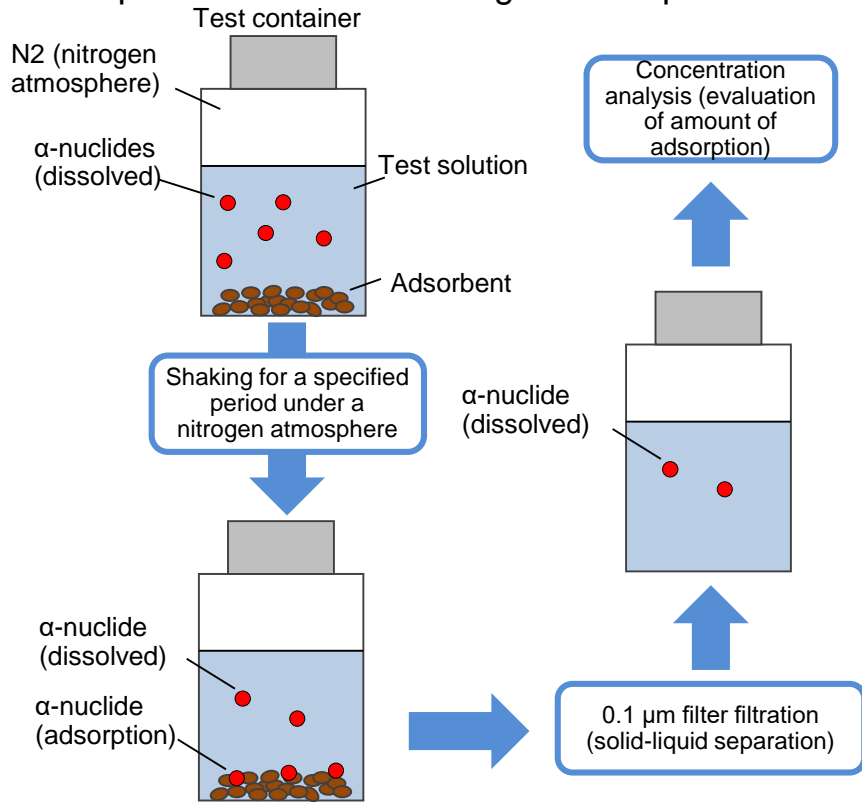 Test container
N2 (nitrogen
atmosphere)
α-nuclides
(dissolved)
Test solution
Adsorbent
Shaking for a specified
period under a
nitrogen atmosphere
α-nuclide
(dissolved)
α-nuclide
(adsorption)
0.1 μm filter filtration
(solid-liquid separation)
α-nuclide
(dissolved)
Concentration
analysis (evaluation
of amount of
adsorption)